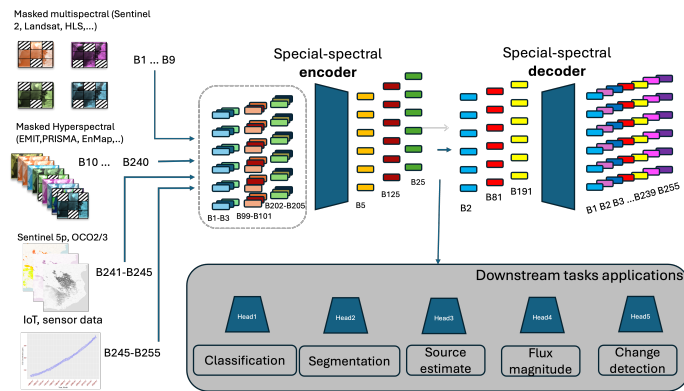 Masked multispectral (Sentinel
2, Landsat, HLS,...)
B1 ... B9
Masked Hyperspectral
(EMIT,PRISMA, EnMap,..)
B10 ... B240
Sentinel 5p, OCO2/3
B241-B245
IoT, sensor data
B245-B255
Special-spectral
encoder
B1-B3
B99-B101
B202-B205
B5
B125
B25
Special-spectral
decoder
B2
B81
B191
B1 B2 B3 ...B239 B255
Downstream tasks applications
Head1
Head2
Head3
Head4
Head5
Classification
Segmentation
Source
estimate
Flux
magnitude
Change
detection